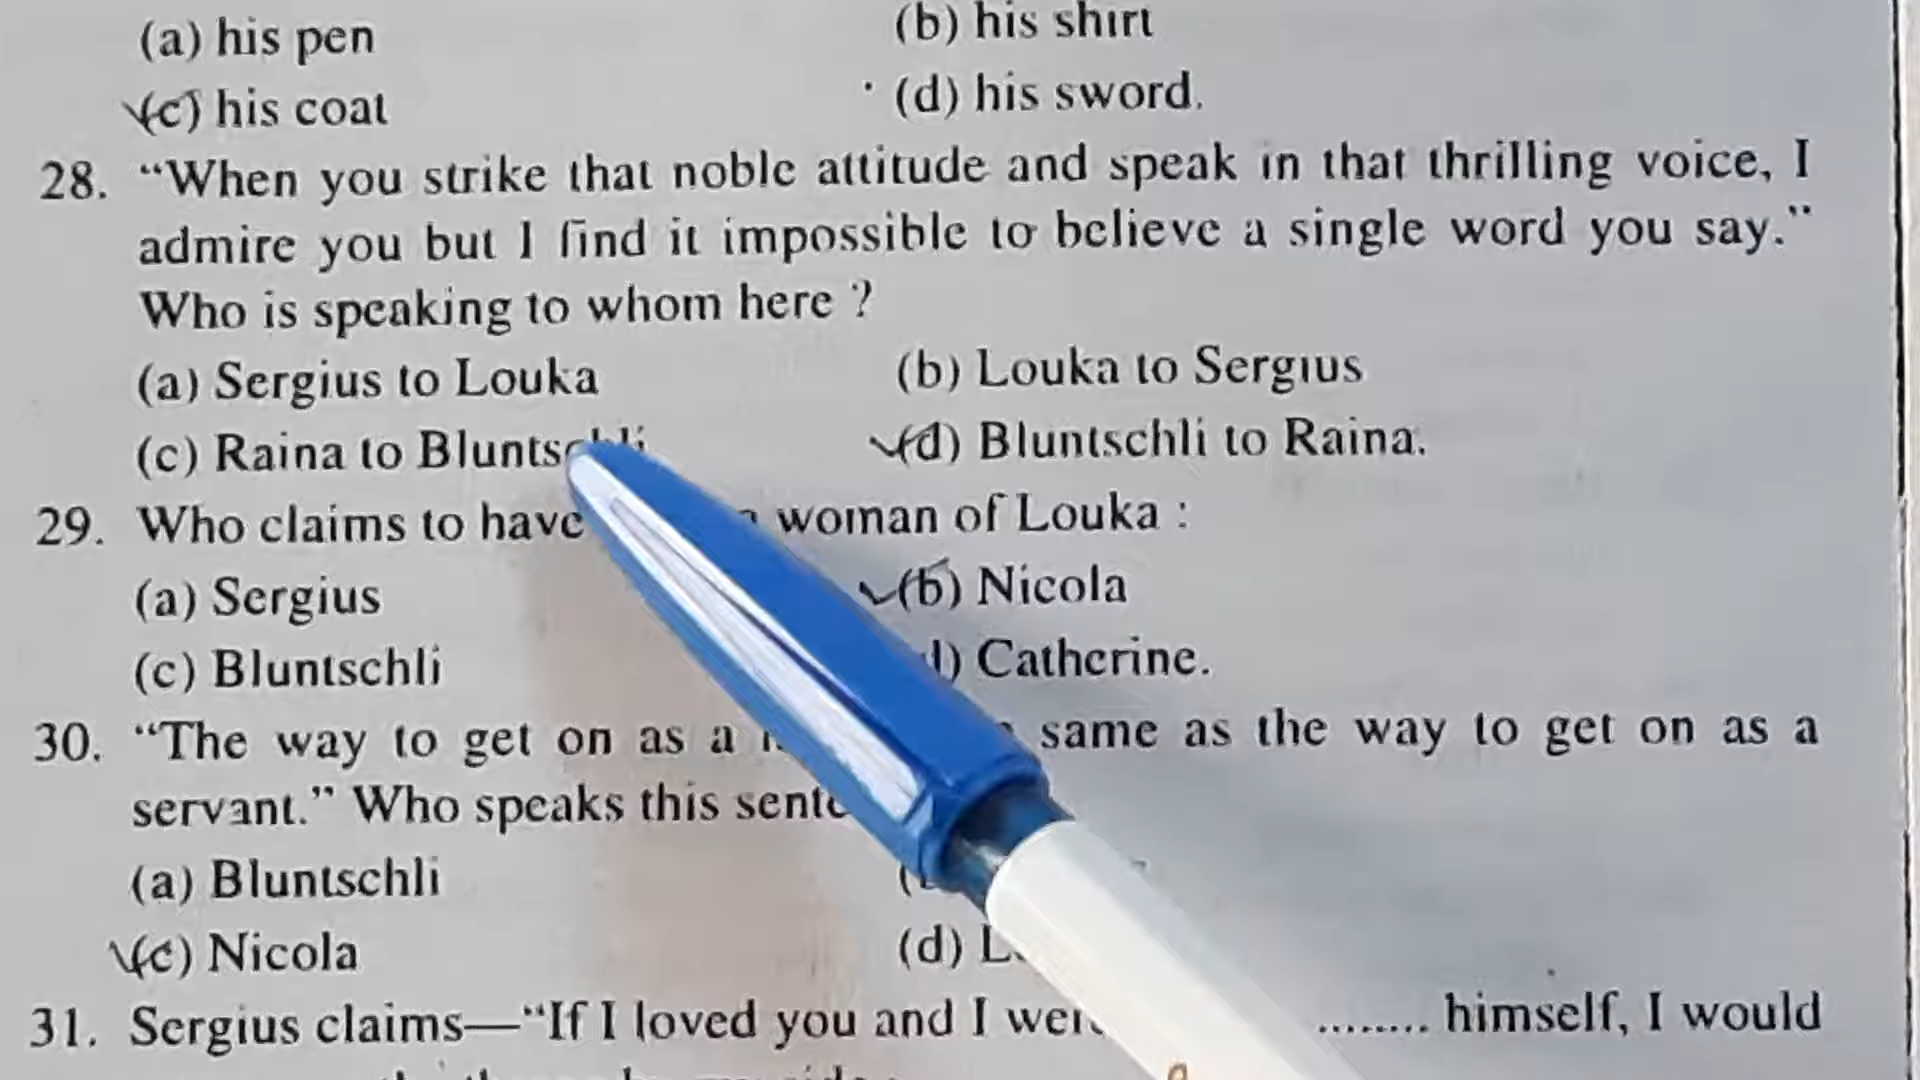 (a) his pen (b) his shirt
(c) his coat (d) his sword.
28. “When you strike that noble attitude and speak in that thrilling voice, I
admire you but I find it impossible to believe a single word you say.”
Who is speaking to whom here ?
(a) Sergius to Louka (b) Louka to Sergius
(c) Raina to Bluntschli (d) Bluntschli to Raina.
29. Who claims to have woman of Louka :
(a) Sergius (b) Nicola
(c) Bluntschli (d) Catherine.
30. “The way to get on as a same as the way to get on as a
servant.” Who speaks this
(a) Bluntschli
(c) Nicola (d)
31. Sergius claims—“If I loved you and I ........ himself, I would